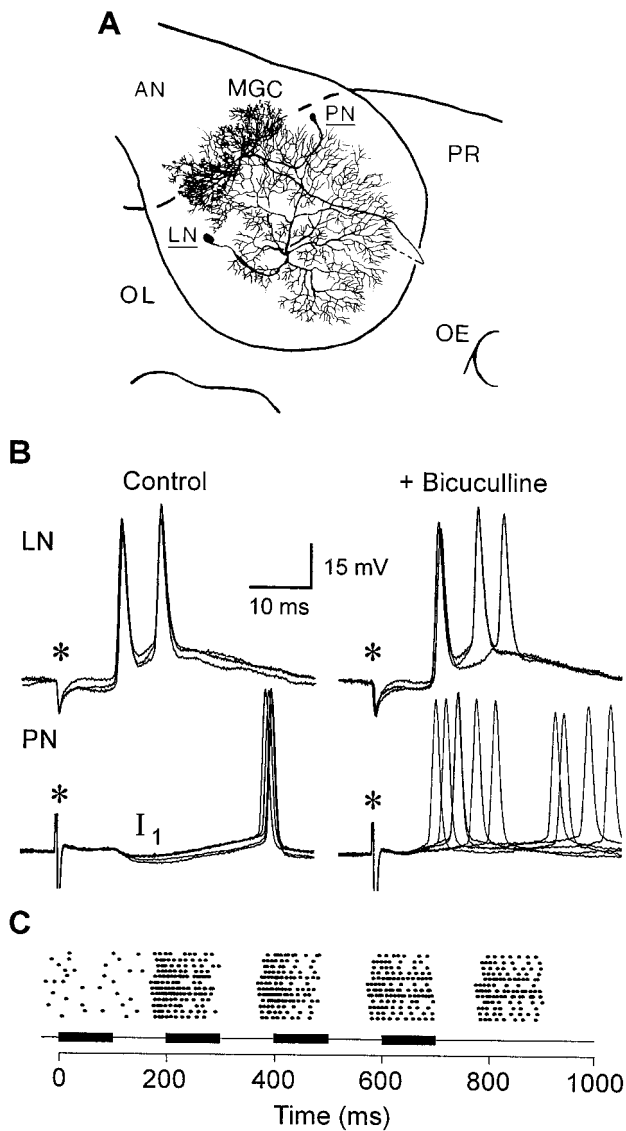 A
AN
MGC
PN
PR
LN
OL
OE
B
Control
+ Bicuculline
LN
15 mV
10 ms
*
*
PN
*
I1
*
C
0 200 400 600 800 1000
Time (ms)